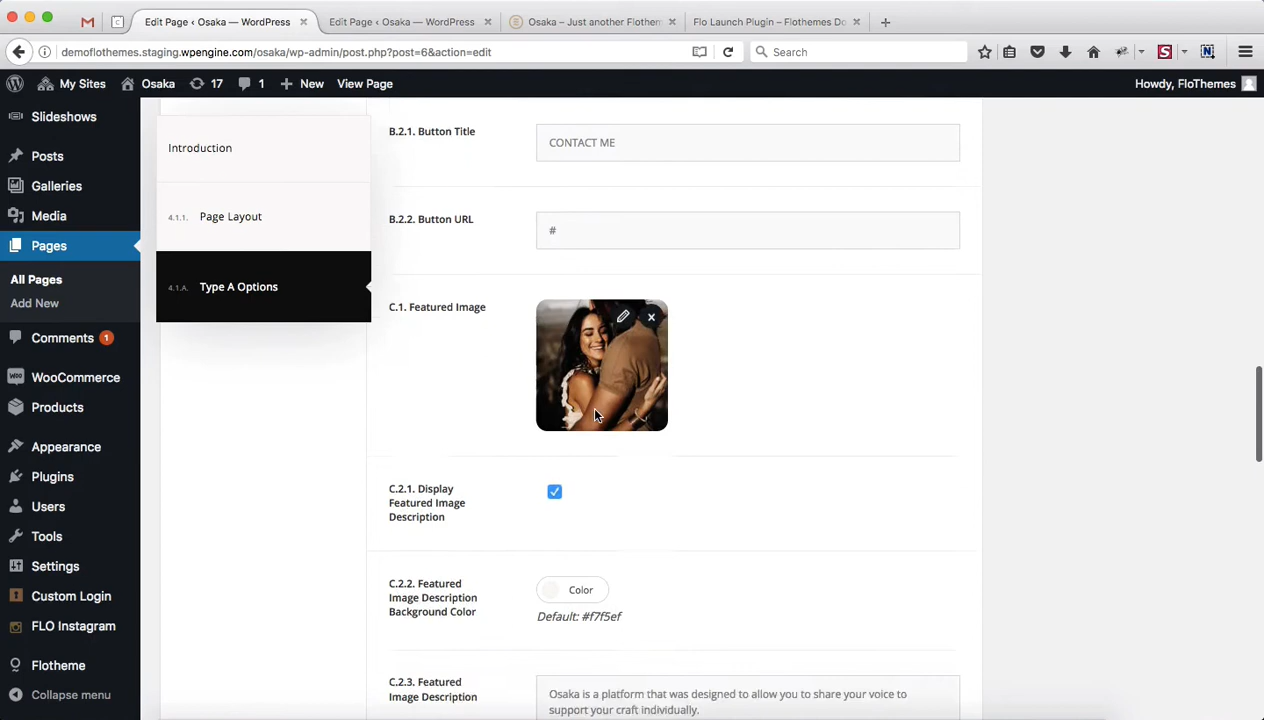 Edit Page ‹ Osaka — WordPress
Edit Page ‹ Osaka — WordPress
Osaka – Just another Flothem
Flo Launch Plugin – Flothemes Do
demoflothemes.staging.wpengine.com/osaka/wp-admin/post.php?post=6&action=edit
Search
My Sites
Osaka
17
1
New
View Page
Howdy, FloThemes
Slideshows
Posts
Galleries
Media
Pages
All Pages
Add New
Comments 1
WooCommerce
Products
Appearance
Plugins
Users
Tools
Settings
Custom Login
FLO Instagram
Flotheme
Collapse menu
Introduction
4.1.1. Page Layout
4.1.A. Type A Options
B.2.1. Button Title
CONTACT ME
B.2.2. Button URL
#
C.1. Featured Image
C.2.1. Display
Featured Image
Description
C.2.2. Featured
Image Description
Background Color
Color
Default: #f7f5ef
C.2.3. Featured
Image Description
Osaka is a platform that was designed to allow you to share your voice to
support your craft individually.